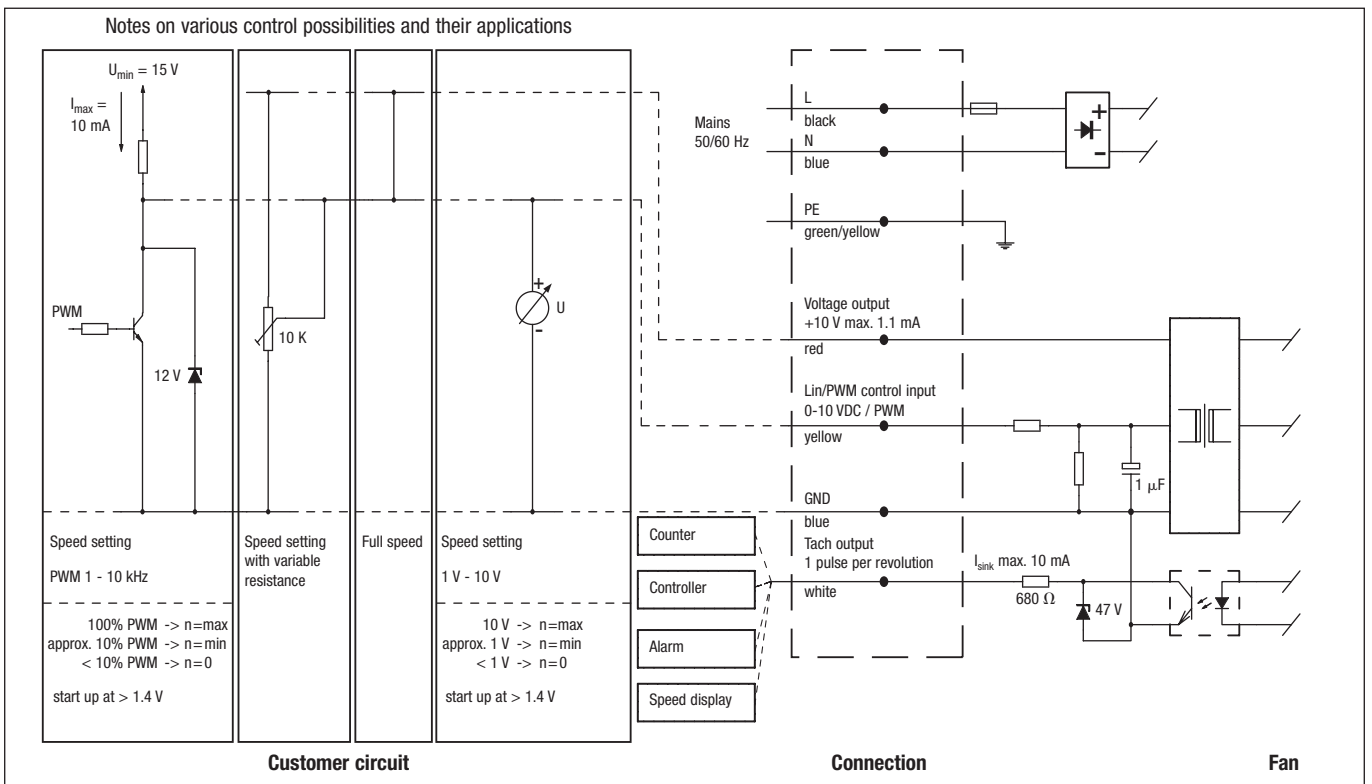 Notes on various control possibilities and their applications
Umin = 15 V
Imax =
10 mA
PWM
12 V
Speed setting
PWM 1 - 10 kHz
100% PWM -> n=max
approx. 10% PWM -> n=min
< 10% PWM -> n=0
start up at > 1.4 V
10 K
Speed setting
with variable
resistance
Full speed
+
U
-
Speed setting
1 V - 10 V
10 V -> n=max
approx. 1 V -> n=min
< 1 V -> n=0
start up at > 1.4 V
Counter
Controller
Alarm
Speed display
Mains
50/60 Hz
L
black
N
blue
PE
green/yellow
Voltage output
+10 V max. 1.1 mA
red
Lin/PWM control input
0-10 VDC / PWM
yellow
GND
blue
Tach output
1 pulse per revolution
white
+
-
1 µF
Isink max. 10 mA
680 Ω
47 V
Customer circuit
Connection
Fan